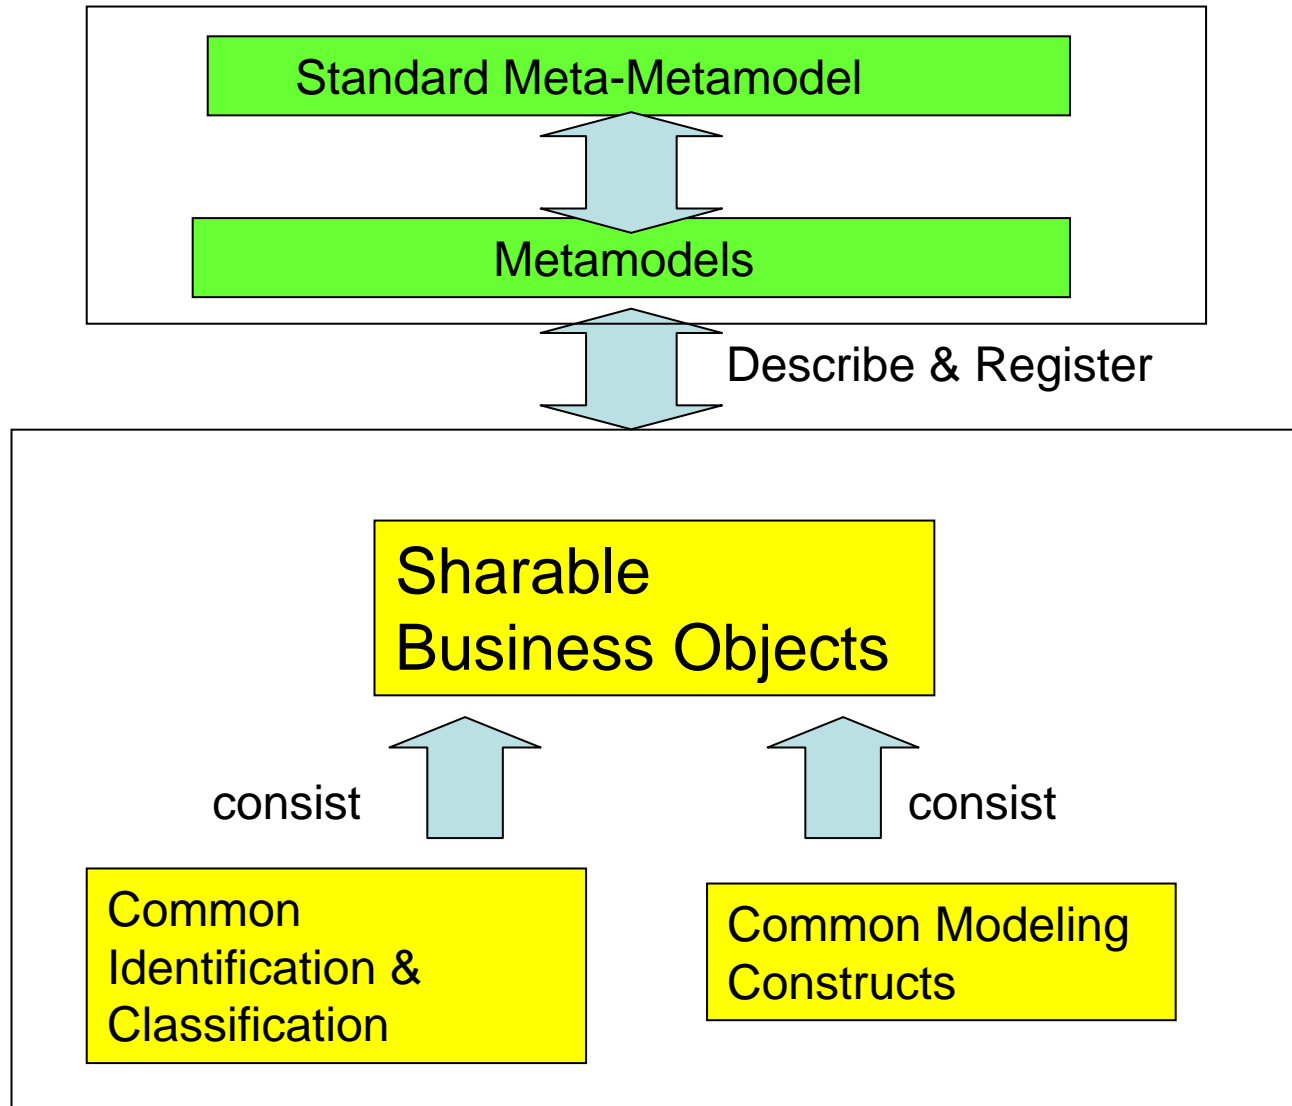 Standard Meta-Metamodel
Metamodels
Describe & Register
Sharable
Business Objects
consist
consist
Common
Identification &
Classification
Common Modeling
Constructs